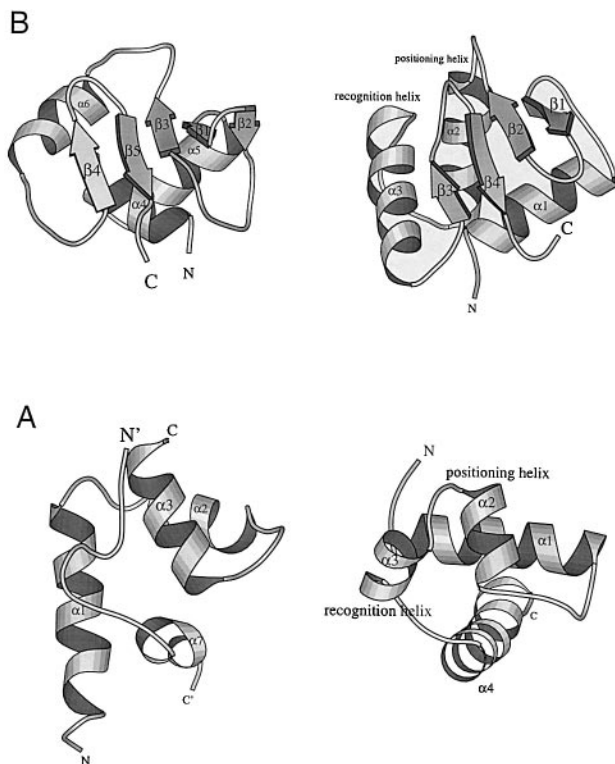 B
α6
β3
β1
β2
α5
β4
β5
α4
C
N
positioning helix
recognition helix
β1
α2
β2
α3
β3
β4
α1
C
N
A
N'
C
α3
α2
α1
α7
C'
N
N
positioning helix
α2
α1
α3
recognition helix
C
α4